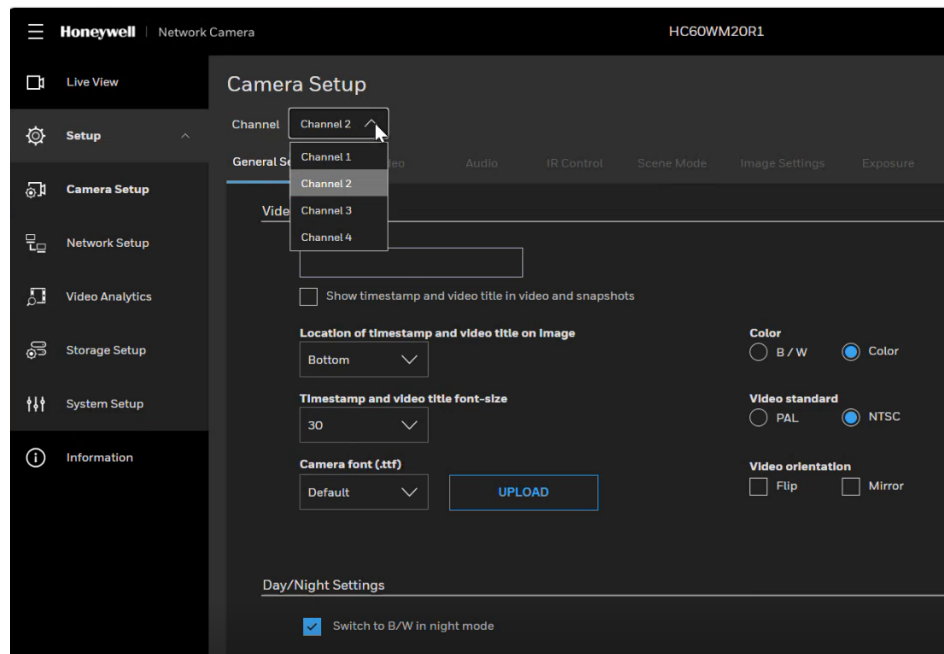 Honeywell | Network Camera
HC60WM20R1
Live View
Setup
Camera Setup
Network Setup
Video Analytics
Storage Setup
System Setup
Information
Camera Setup
Channel Channel 2
Channel 1
Channel 2
Channel 3
Channel 4
General Se
Audio IR Control Scene Mode Image Settings Exposure
Vide
Show timestamp and video title in video and snapshots
Location of timestamp and video title on image
Bottom
Color
B / W Color
Timestamp and video title font-size
30
Video standard
PAL NTSC
Camera font (.ttf)
Default UPLOAD
Video orientation
Flip Mirror
Day/Night Settings
Switch to B/W in night mode